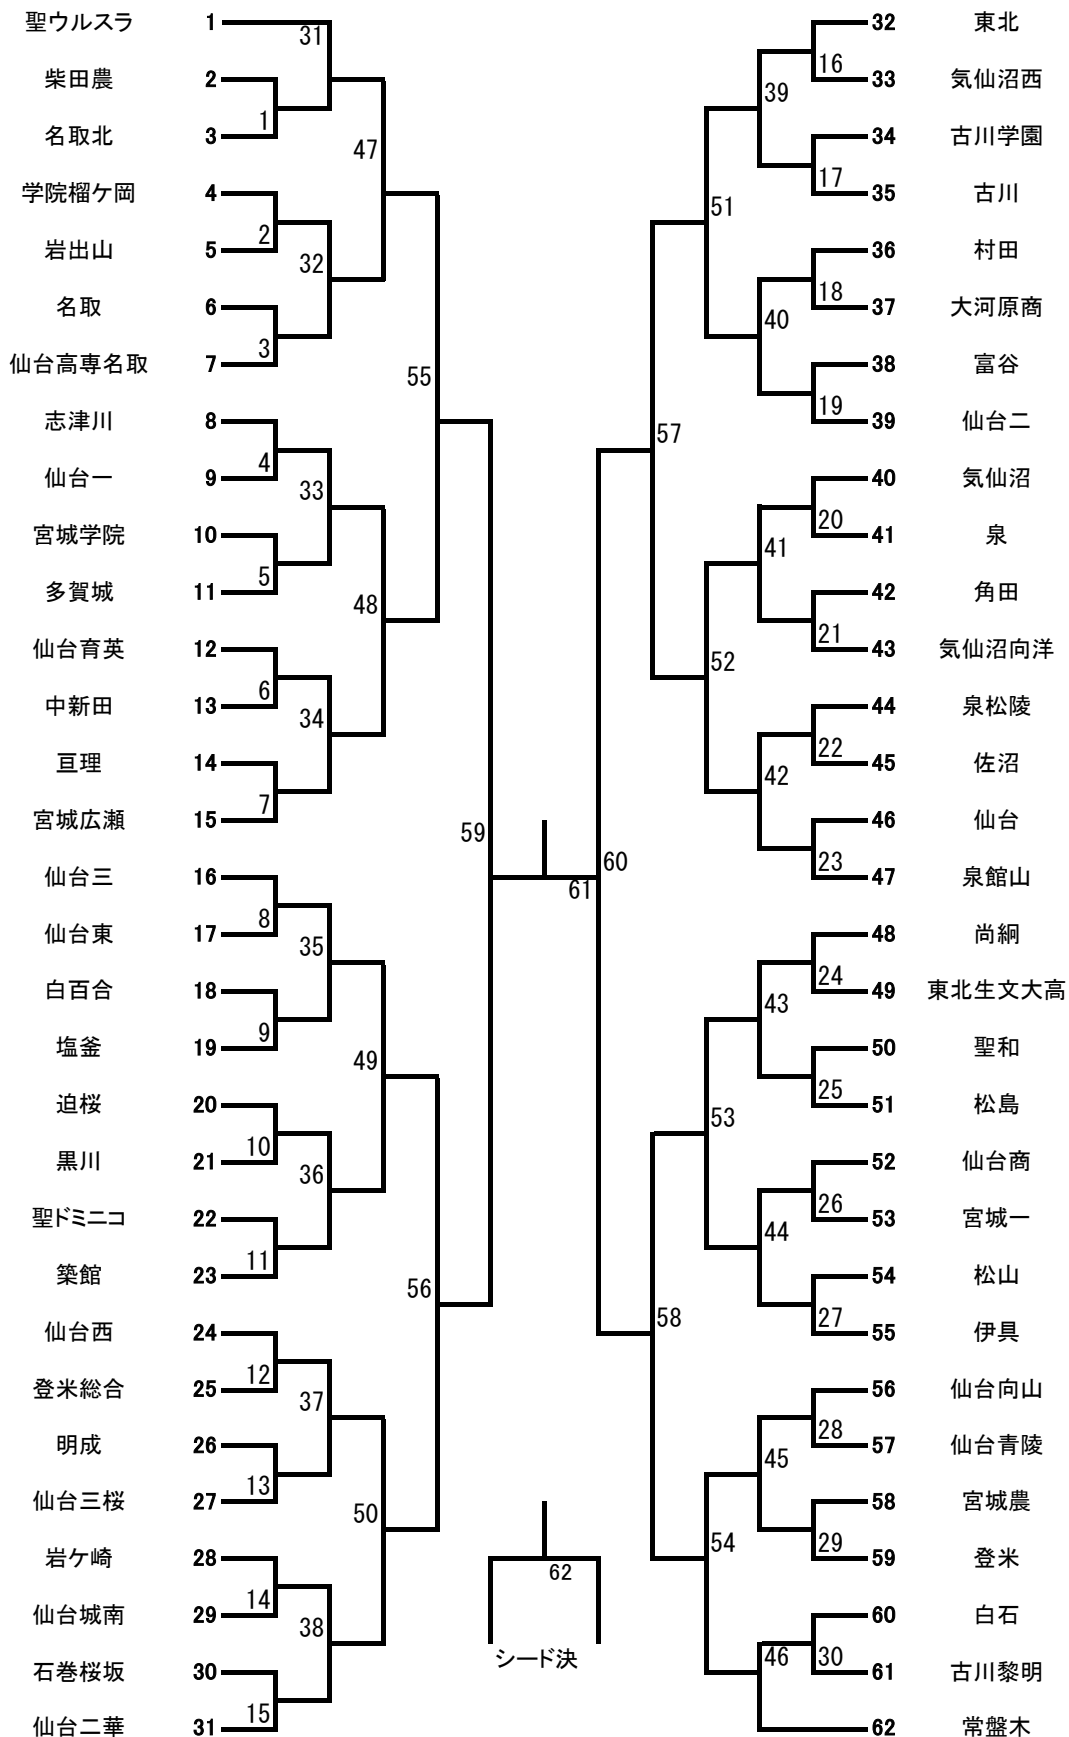 聖ウルスラ 1
柴田農 2
名取北 3
学院榴ケ岡 4
岩出山 5
名取 6
仙台高専名取 7
志津川 8
仙台一 9
宮城学院 10
多賀城 11
仙台育英 12
中新田 13
亘理 14
宮城広瀬 15
仙台三 16
仙台東 17
白百合 18
塩釜 19
迫桜 20
黒川 21
聖ドミニコ 22
築館 23
仙台西 24
登米総合 25
明成 26
仙台三桜 27
岩ケ崎 28
仙台城南 29
石巻桜坂 30
仙台二華 31
1
2
3
4
5
6
7
8
9
10
11
12
13
14
15
31
32
33
34
35
36
37
38
47
48
49
50
55
56
59
61
60
62
シード決
57
58
51
52
53
54
39
40
41
42
43
44
45
46
16
17
18
19
20
21
22
23
24
25
26
27
28
29
30
32 東北
33 気仙沼西
34 古川学園
35 古川
36 村田
37 大河原商
38 富谷
39 仙台二
40 気仙沼
41 泉
42 角田
43 気仙沼向洋
44 泉松陵
45 佐沼
46 仙台
47 泉館山
48 尚絅
49 東北生文大高
50 聖和
51 松島
52 仙台商
53 宮城一
54 松山
55 伊具
56 仙台向山
57 仙台青陵
58 宮城農
59 登米
60 白石
61 古川黎明
62 常盤木